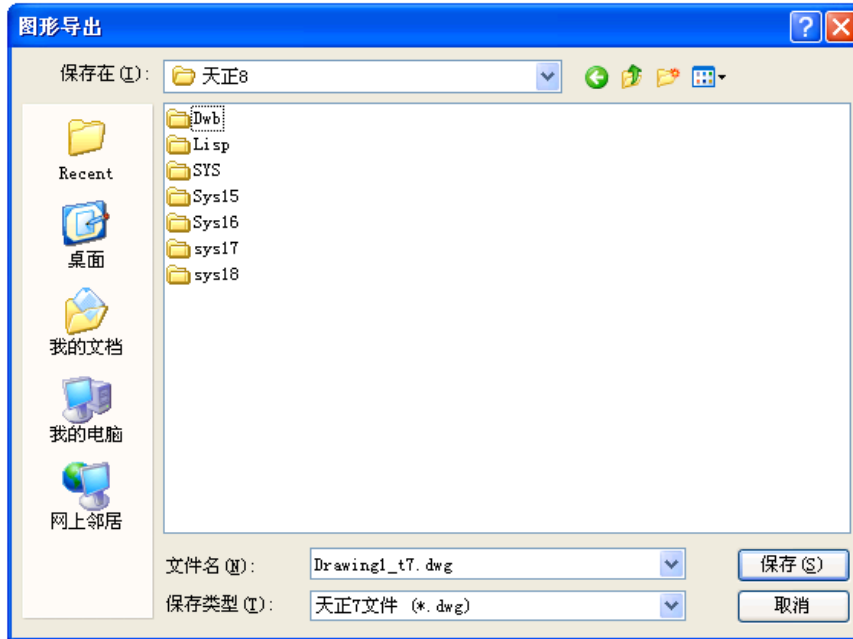 图形导出
保存在(I):
天正8
Dwb
Lisp
SYS
Sys15
Sys16
sys17
sys18
Recent
桌面
我的文档
我的电脑
网上邻居
文件名(N):
Drawing1_t7.dwg
保存(S)
保存类型(T):
天正7文件 (*.dwg)
取消